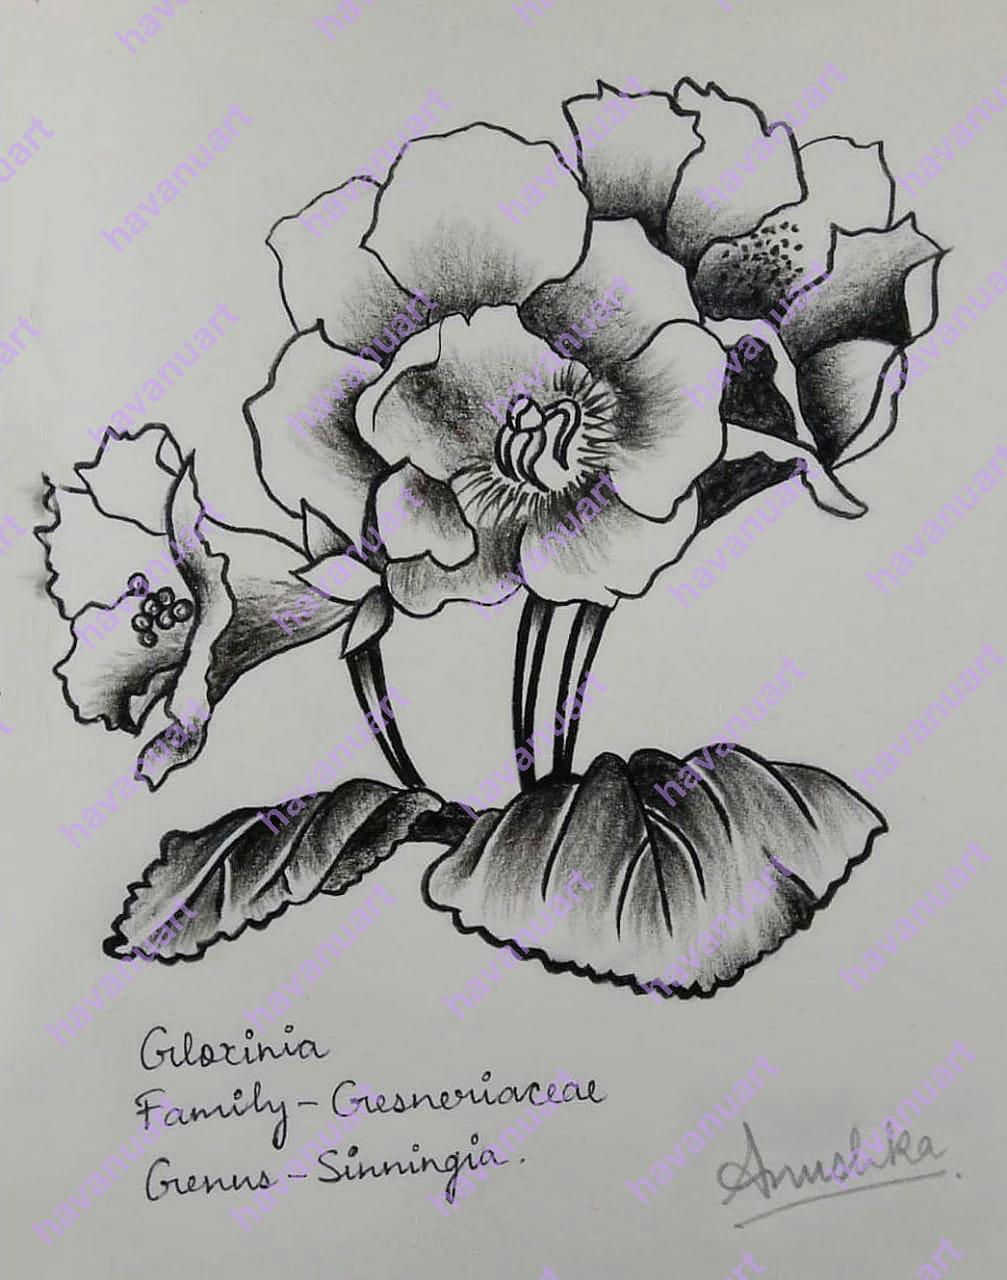 Gloxinia
Family - Gesneriaceae
Genus - Sinningia.
Anushka.
havanuart